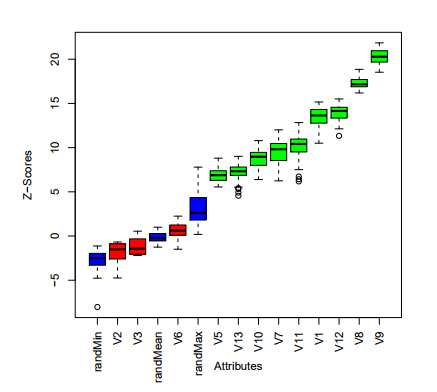 Z−Scores
20
15
10
5
0
−5
randMin
V2
V3
randMean
V6
randMax
V5
V13
V10
V7
V11
V1
V12
V8
V9
Attributes